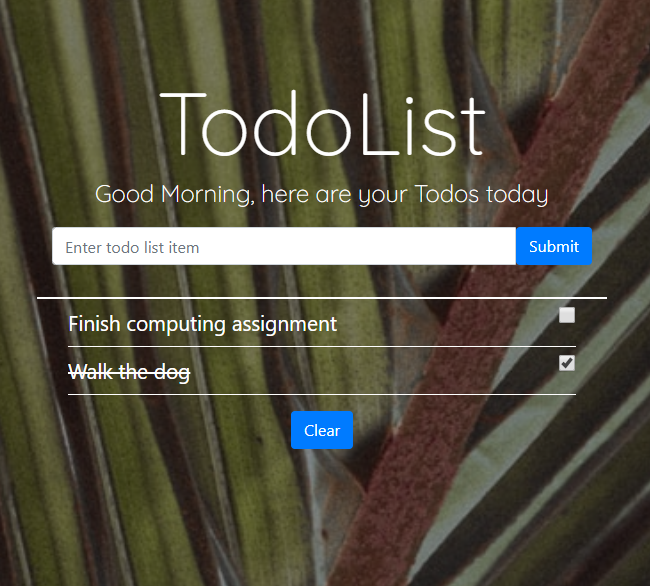 TodoList
Good Morning, here are your Todos today
Enter todo list item
Submit
Finish computing assignment
Walk the dog
Clear